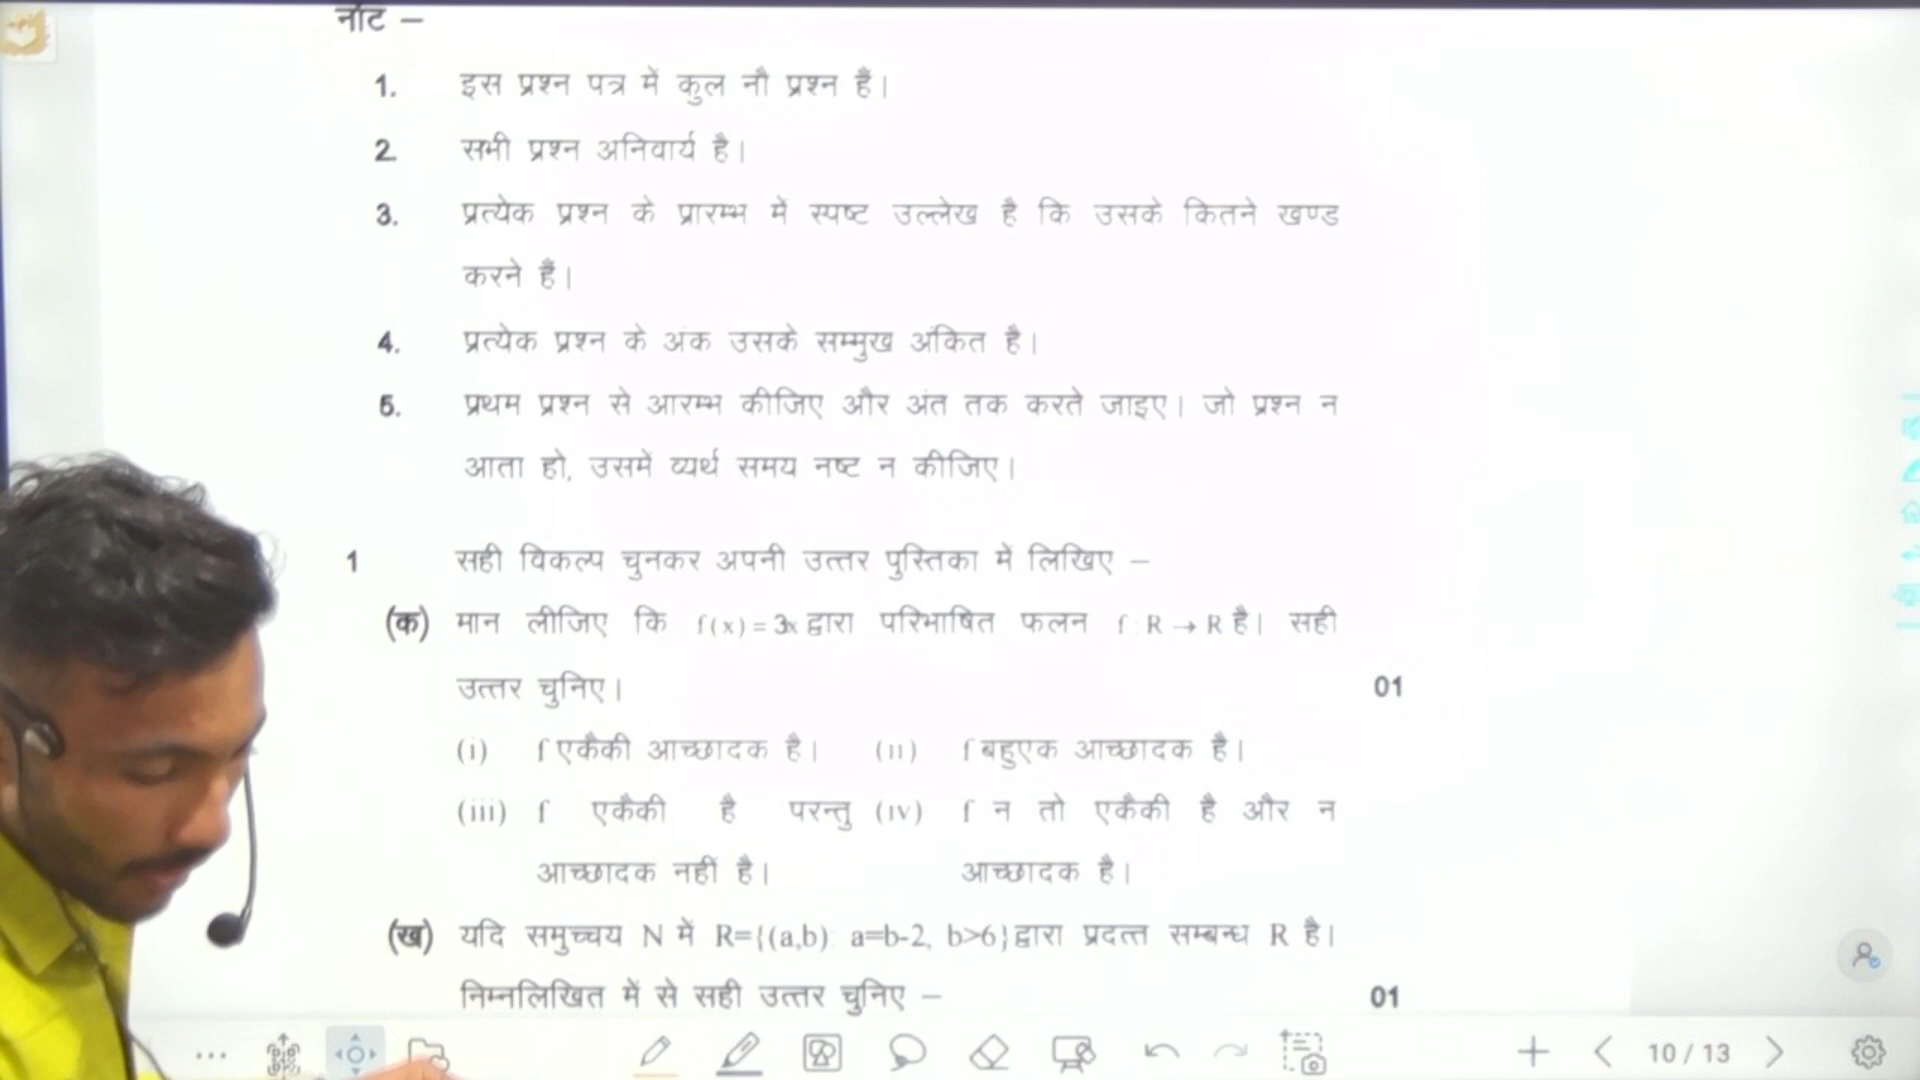 नोट –
1. इस प्रश्न पत्र में कुल नौ प्रश्न हैं।
2 सभी प्रश्न अनिवार्य है।
3. प्रत्येक प्रश्न के प्रारम्भ में स्पष्ट उल्लेख है कि उसके कितने खण्ड
करने हैं।
4. प्रत्येक प्रश्न के अंक उसके सम्मुख अंकित है।
5. प्रथम प्रश्न से आरम्भ कीजिए और अंत तक करते जाइए। जो प्रश्न न
आता हो, उसमें व्यर्थ समय नष्ट न कीजिए।
1 सही विकल्प चुनकर अपनी उत्तर पुस्तिका में लिखिए –
(क) मान लीजिए कि f(x) = 3x द्वारा परिभाषित फलन f : R → R है। सही
उत्तर चुनिए। 01
(i) f एकैकी आच्छादक है। (ii) f बहुएक आच्छादक है।
(iii) f एकैकी है परन्तु (iv) f न तो एकैकी है और न
आच्छादक नहीं है। आच्छादक है।
(ख) यदि समुच्चय N में R={(a,b): a=b-2, b>6} द्वारा प्रदत्त सम्बन्ध R है।
निम्नलिखित में से सही उत्तर चुनिए – 01
10 / 13